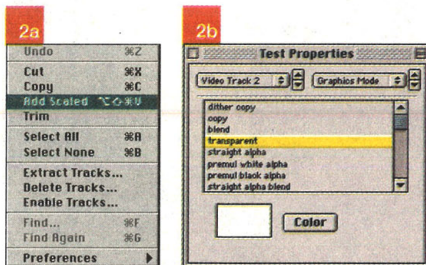 2a
Undo ⌘Z
Cut ⌘X
Copy ⌘C
Add Scaled ⌥⇧⌘V
Trim
Select All ⌘A
Select None ⌘B
Extract Tracks...
Delete Tracks...
Enable Tracks...
Find... ⌘F
Find Again ⌘G
Preferences
2b
Test Properties
Video Track 2 Graphics Mode
dither copy
copy
blend
transparent
straight alpha
premul white alpha
premul black alpha
straight alpha blend
Color